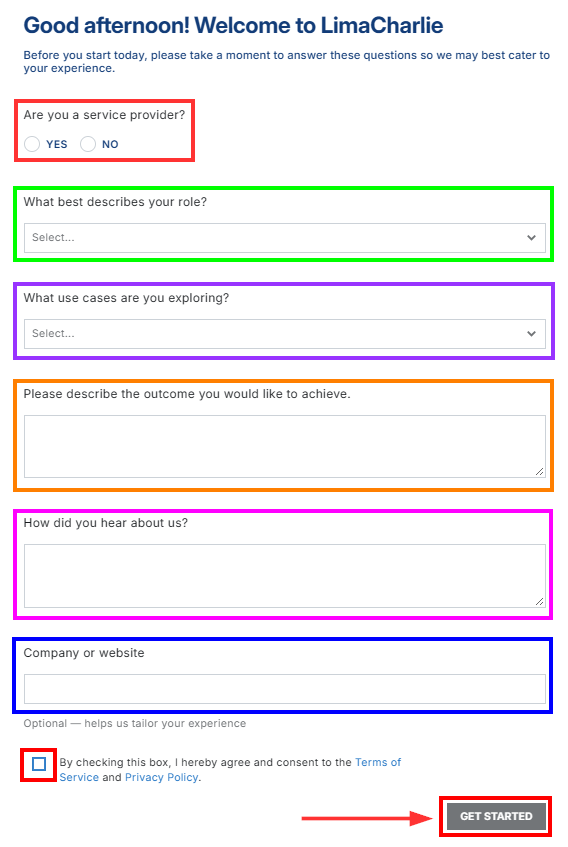 Good afternoon! Welcome to LimaCharlie
Before you start today, please take a moment to answer these questions so we may best cater to
your experience.
Are you a service provider?
YES NO
What best describes your role?
Select...
What use cases are you exploring?
Select...
Please describe the outcome you would like to achieve.
How did you hear about us?
Company or website
Optional — helps us tailor your experience
By checking this box, I hereby agree and consent to the Terms of
Service and Privacy Policy.
GET STARTED